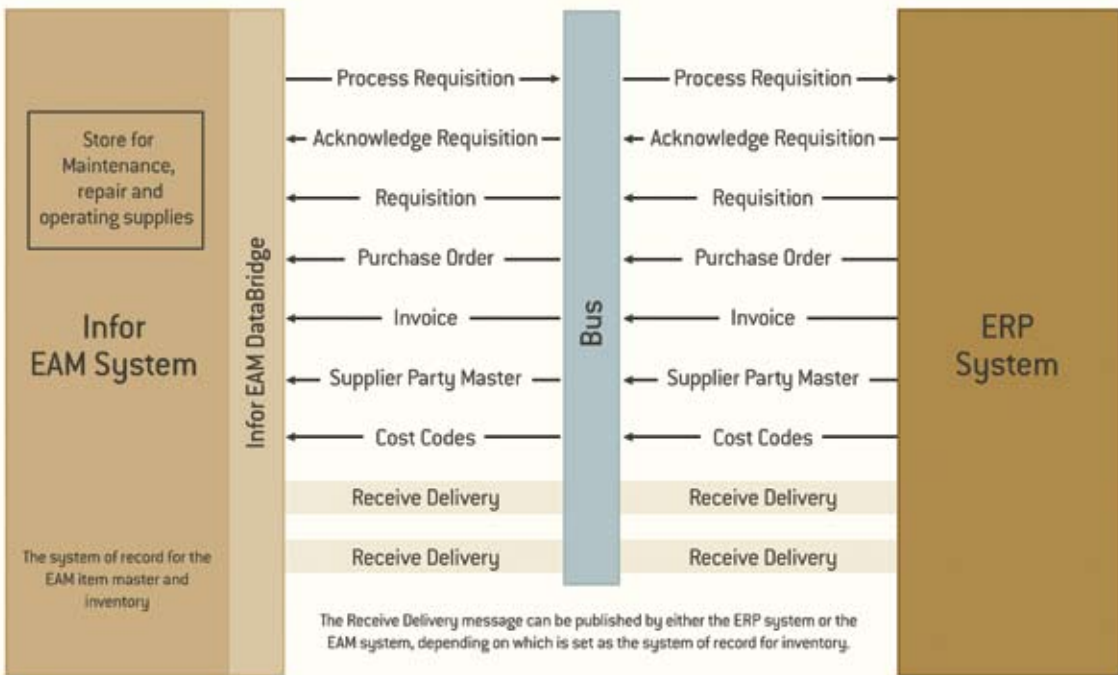 Store for
Maintenance,
repair and
operating supplies
Infor
EAM System
The system of record for the
EAM item master and
inventory
Infor EAM DataBridge
Process Requisition
Acknowledge Requisition
Requisition
Purchase Order
Invoice
Supplier Party Master
Cost Codes
Receive Delivery
Receive Delivery
Bus
Process Requisition
Acknowledge Requisition
Requisition
Purchase Order
Invoice
Supplier Party Master
Cost Codes
Receive Delivery
Receive Delivery
ERP
System
The Receive Delivery message can be published by either the ERP system or the
EAM system, depending on which is set as the system of record for inventory.